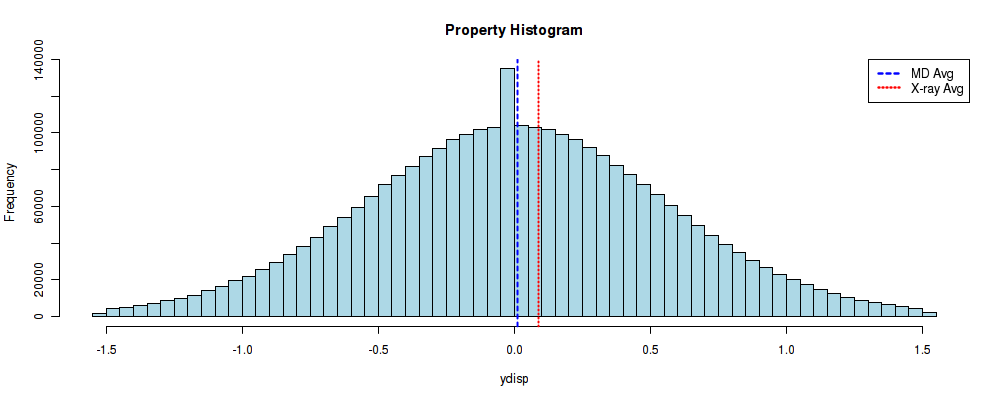 Property Histogram
MD Avg
X-ray Avg
Frequency
140000
100000
60000
20000
0
-1.5 -1.0 -0.5 0.0 0.5 1.0 1.5
ydisp